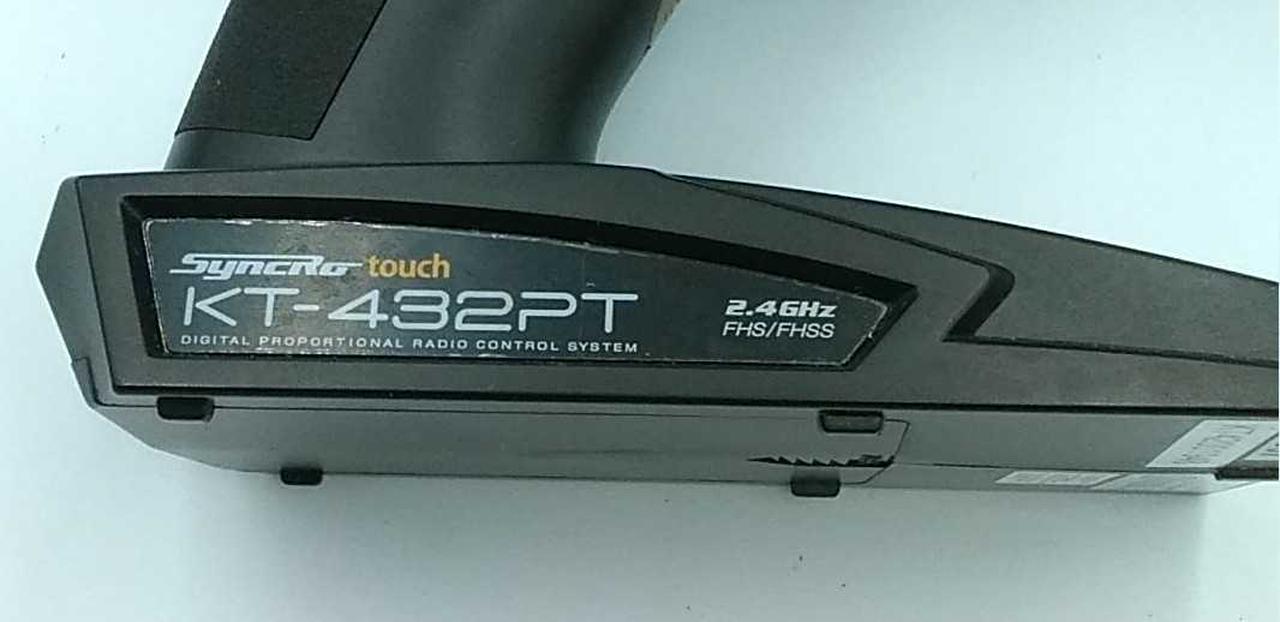 SyncRo touch
KT-432PT
DIGITAL PROPORTIONAL RADIO CONTROL SYSTEM
2.4GHz
FHS/FHSS